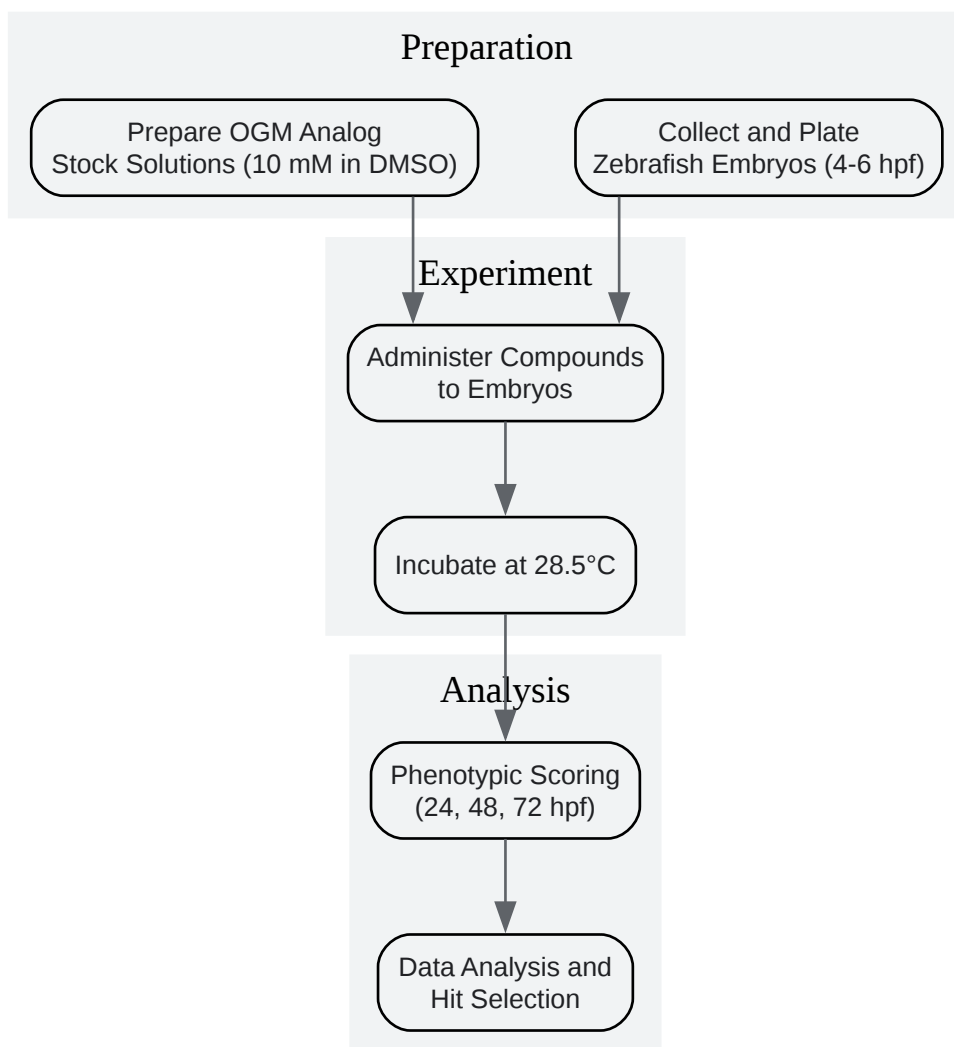 Preparation
Prepare OGM Analog
Stock Solutions (10 mM in DMSO)
Collect and Plate
Zebrafish Embryos (4-6 hpf)
Experiment
Administer Compounds
to Embryos
Incubate at 28.5°C
Analysis
Phenotypic Scoring
(24, 48, 72 hpf)
Data Analysis and
Hit Selection